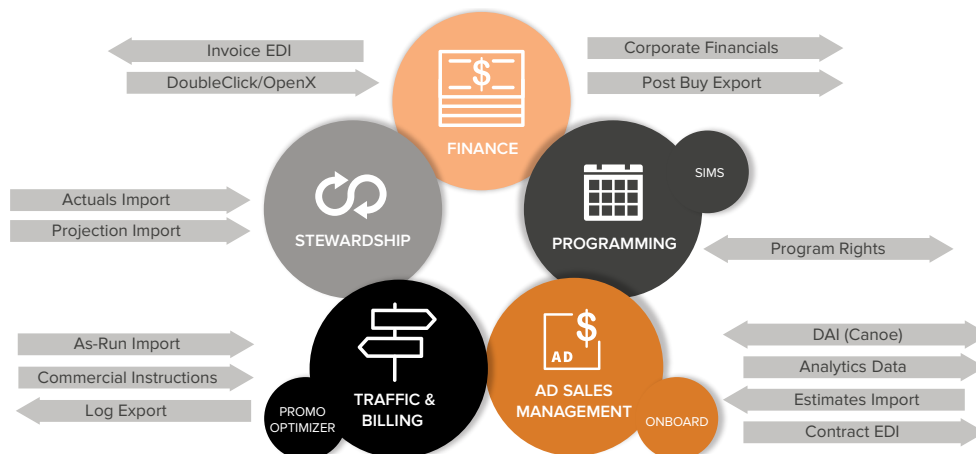 Invoice EDI
DoubleClick/OpenX
$
FINANCE
Corporate Financials
Post Buy Export
SIMS
Actuals Import
Projection Import
STEWARDSHIP
PROGRAMMING
Program Rights
As-Run Import
Commercial Instructions
Log Export
PROMO
OPTIMIZER
TRAFFIC &
BILLING
$
AD
AD SALES
MANAGEMENT
ONBOARD
DAI (Canoe)
Analytics Data
Estimates Import
Contract EDI